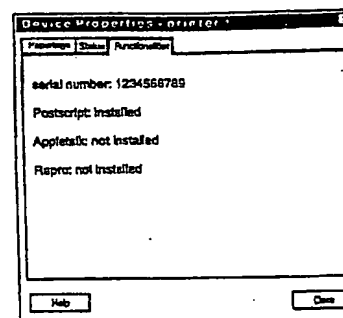 Device Properties - printer 1
Properties Status Functionalities
serial number: 1234568789
Postscript: installed
Appletalk: not installed
Repro: not installed
Help Close